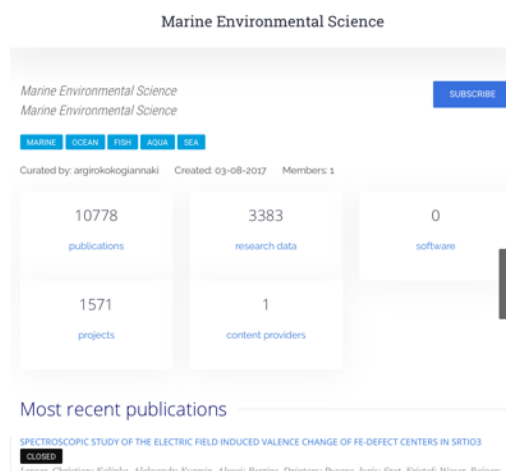 Marine Environmental Science
Marine Environmental Science
SUBSCRIBE
Marine Environmental Science
MARINE OCEAN FISH AQUA SEA
Curated by: argirokokogiannaki Created: 03-08-2017 Members: 1
10778 3383 0
publications research data software
1571 1
projects content providers
Most recent publications
SPECTROSCOPIC STUDY OF THE ELECTRIC FIELD INDUCED VALENCE CHANGE OF FE-DEFECT CENTERS IN SRTIO3
CLOSED